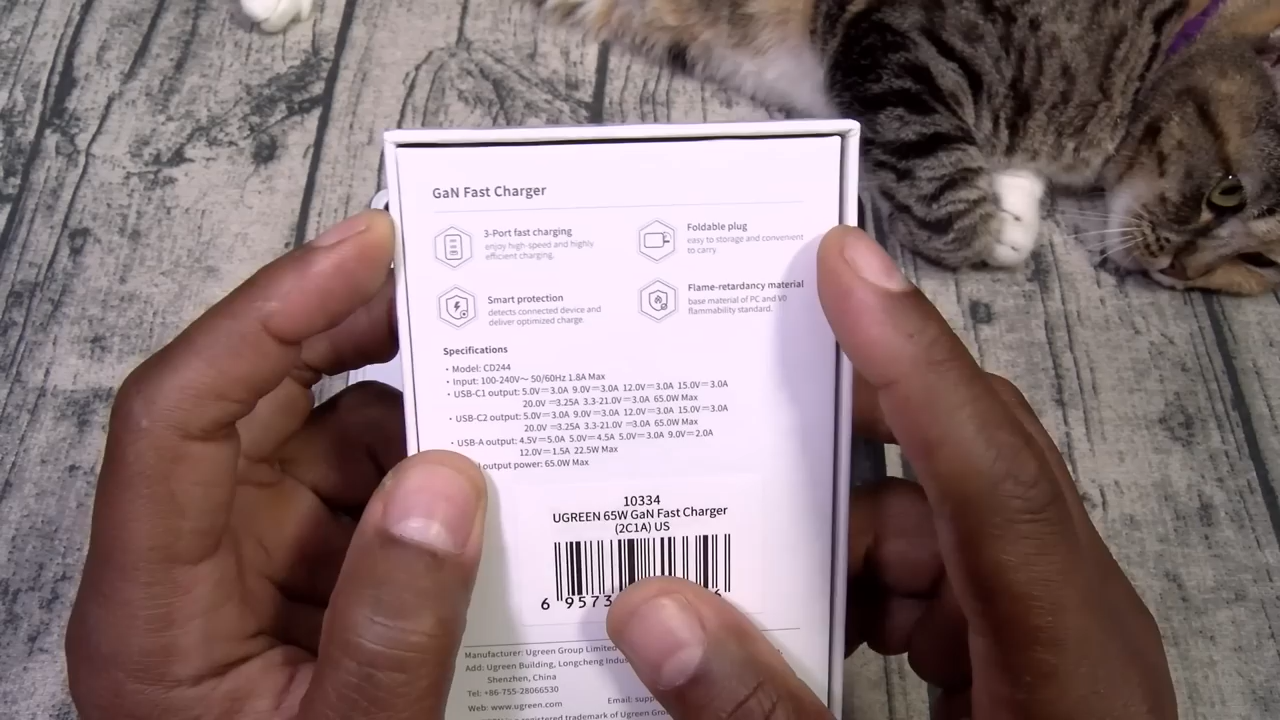 GaN Fast Charger
3-Port fast charging
enjoy high-speed and highly
efficient charging.
Foldable plug
easy to storage and convenient
to carry
Smart protection
detects connected device and
deliver optimized charge.
Flame-retardancy material
base material of PC and V0
flammability standard.
Specifications
· Model: CD244
· Input: 100-240V~ 50/60Hz 1.8A Max
· USB-C1 output: 5.0V⎓3.0A 9.0V⎓3.0A 12.0V⎓3.0A 15.0V⎓3.0A
20.0V ⎓3.25A 3.3-21.0V⎓3.0A 65.0W Max
· USB-C2 output: 5.0V⎓3.0A 9.0V⎓3.0A 12.0V⎓3.0A 15.0V⎓3.0A
20.0V ⎓3.25A 3.3-21.0V ⎓3.0A 65.0W Max
· USB-A output: 4.5V⎓5.0A 5.0V⎓4.5A 5.0V⎓3.0A 9.0V⎓2.0A
12.0V⎓1.5A 22.5W Max
output power: 65.0W Max
10334
UGREEN 65W GaN Fast Charger
(2C1A) US
6 9573
Manufacturer: Ugreen Group Limited
Add: Ugreen Building, Longcheng
Shenzhen, China
Tel: +86-755-28066530
Web: www.ugreen.com
Email:
registered trademark of Ugreen